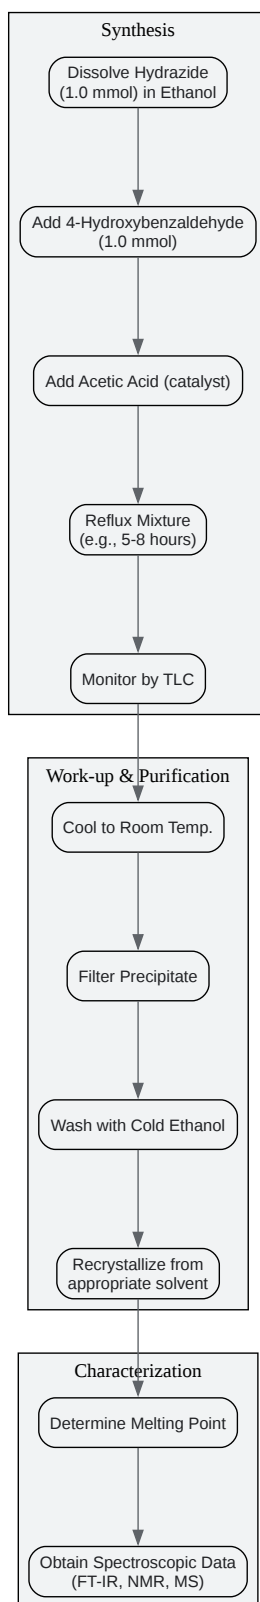 Synthesis
Dissolve Hydrazide
(1.0 mmol) in Ethanol
Add 4-Hydroxybenzaldehyde
(1.0 mmol)
Add Acetic Acid (catalyst)
Reflux Mixture
(e.g., 5-8 hours)
Monitor by TLC
Work-up & Purification
Cool to Room Temp.
Filter Precipitate
Wash with Cold Ethanol
Recrystallize from
appropriate solvent
Characterization
Determine Melting Point
Obtain Spectroscopic Data
(FT-IR, NMR, MS)